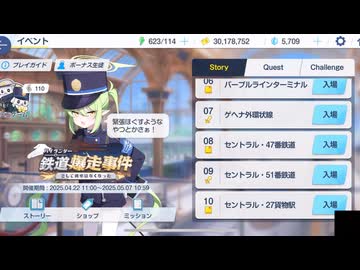 イベント
623/114
30,178,752
5,709
プレイガイド
ボーナス生徒
110
緊張ほぐすような
やつとかさぁ!
鉄道爆走事件
開催期間:2025.04.22 11:00~2025.05.07 10:59
ストーリー
ショップ
ミッション
Story
Quest
Challenge
06
パープルラインターミナル
入場
07
ゲヘナ外環状線
入場
08
セントラル・47番鉄道
入場
09
セントラル・51番鉄道
入場
10
セントラル・27貨物駅
入場